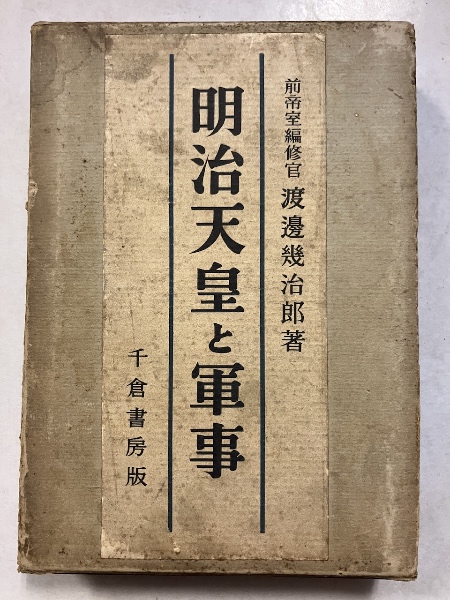 前帝室編修官 渡邊幾治郎著
明治天皇と軍事
千倉書房版